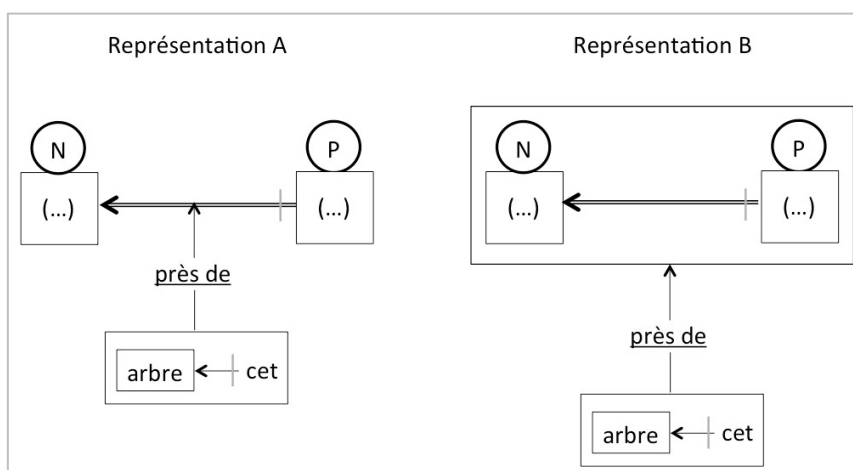 Représentation A
Représentation B
N
P
(...)
(...)
près de
arbre
cet
N
P
(...)
(...)
près de
arbre
cet